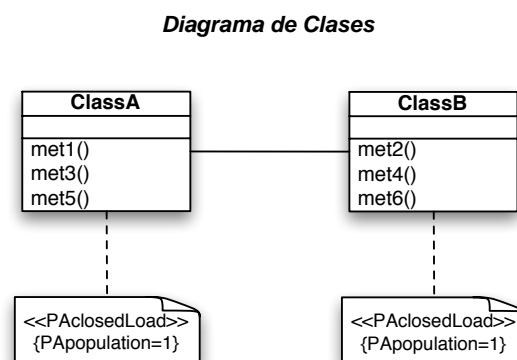 Diagrama de Clases
ClassA
met1()
met3()
met5()
ClassB
met2()
met4()
met6()
<<PAclosedLoad>>
{PApopulation=1}
<<PAclosedLoad>>
{PApopulation=1}